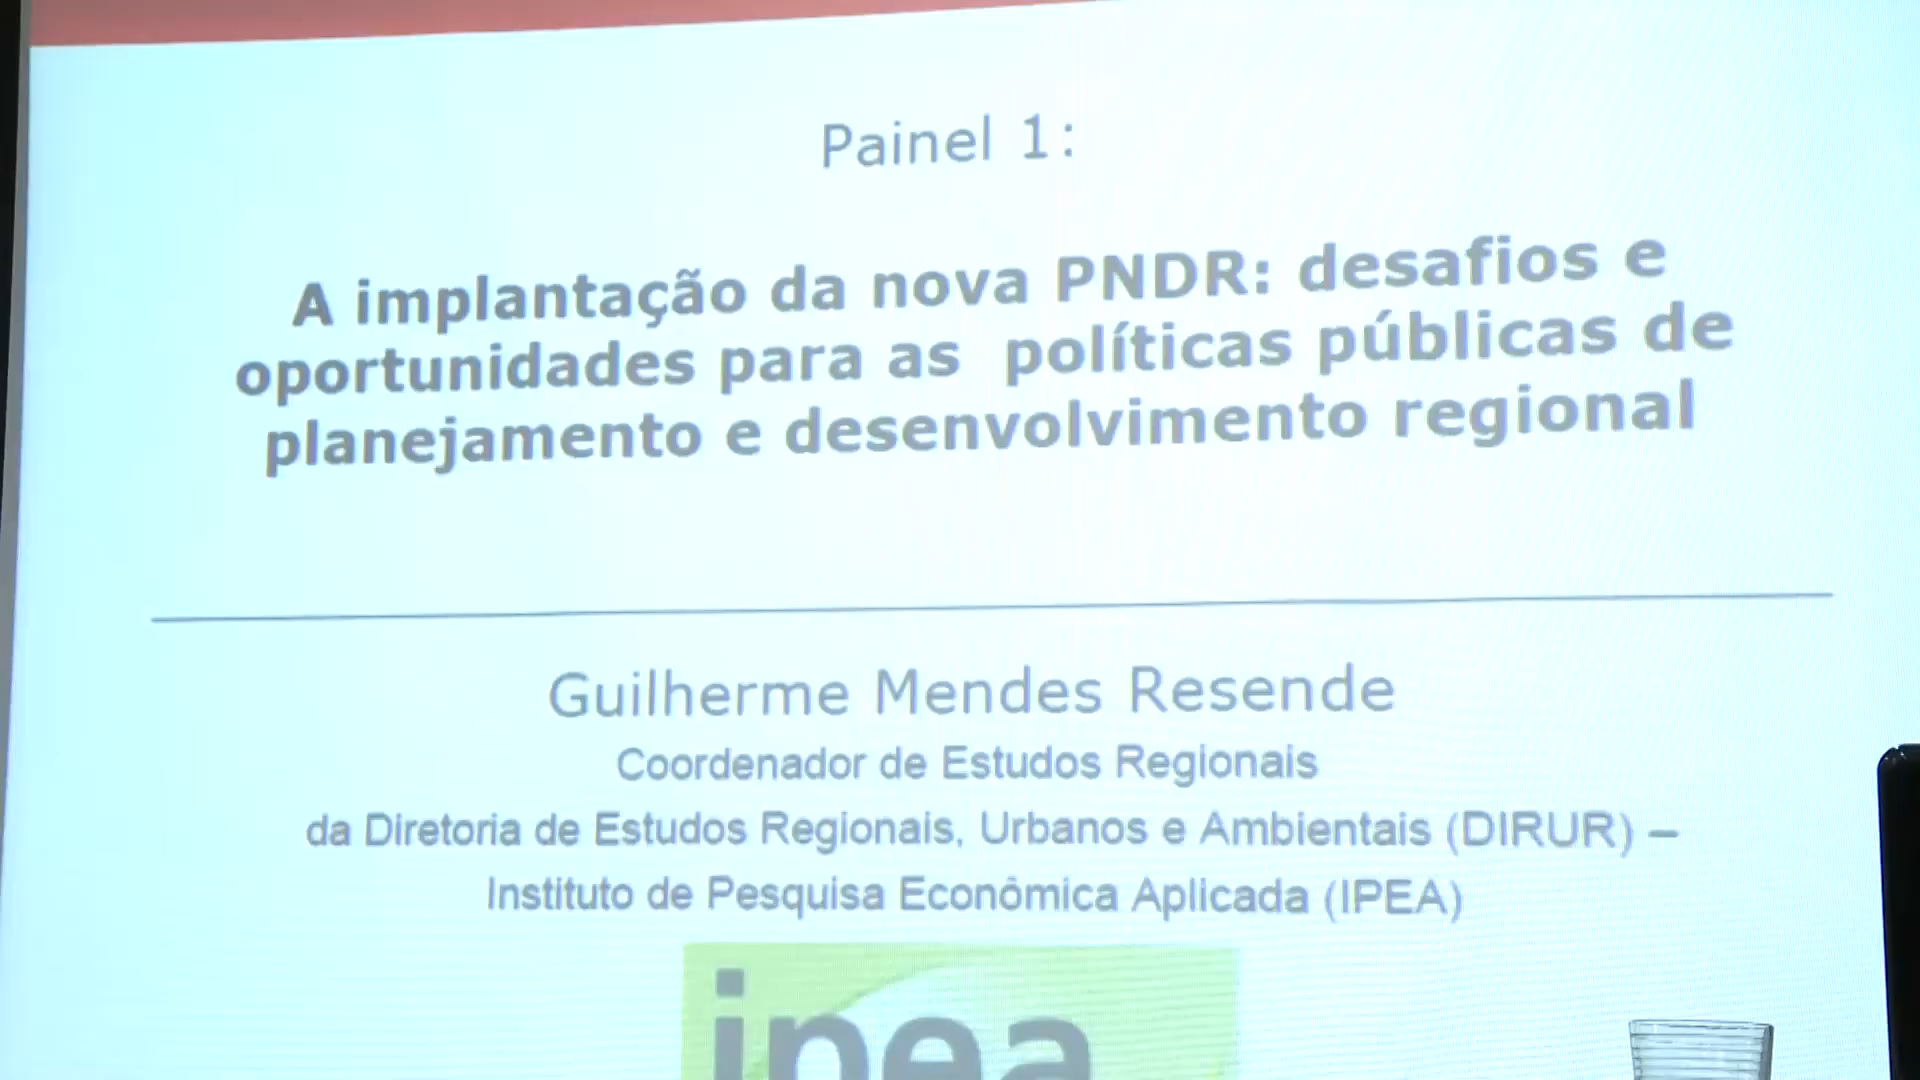 Painel 1:
A implantação da nova PNDR: desafios e
oportunidades para as políticas públicas de
planejamento e desenvolvimento regional
Guilherme Mendes Resende
Coordenador de Estudos Regionais
da Diretoria de Estudos Regionais, Urbanos e Ambientais (DIRUR) –
Instituto de Pesquisa Econômica Aplicada (IPEA)
ipea